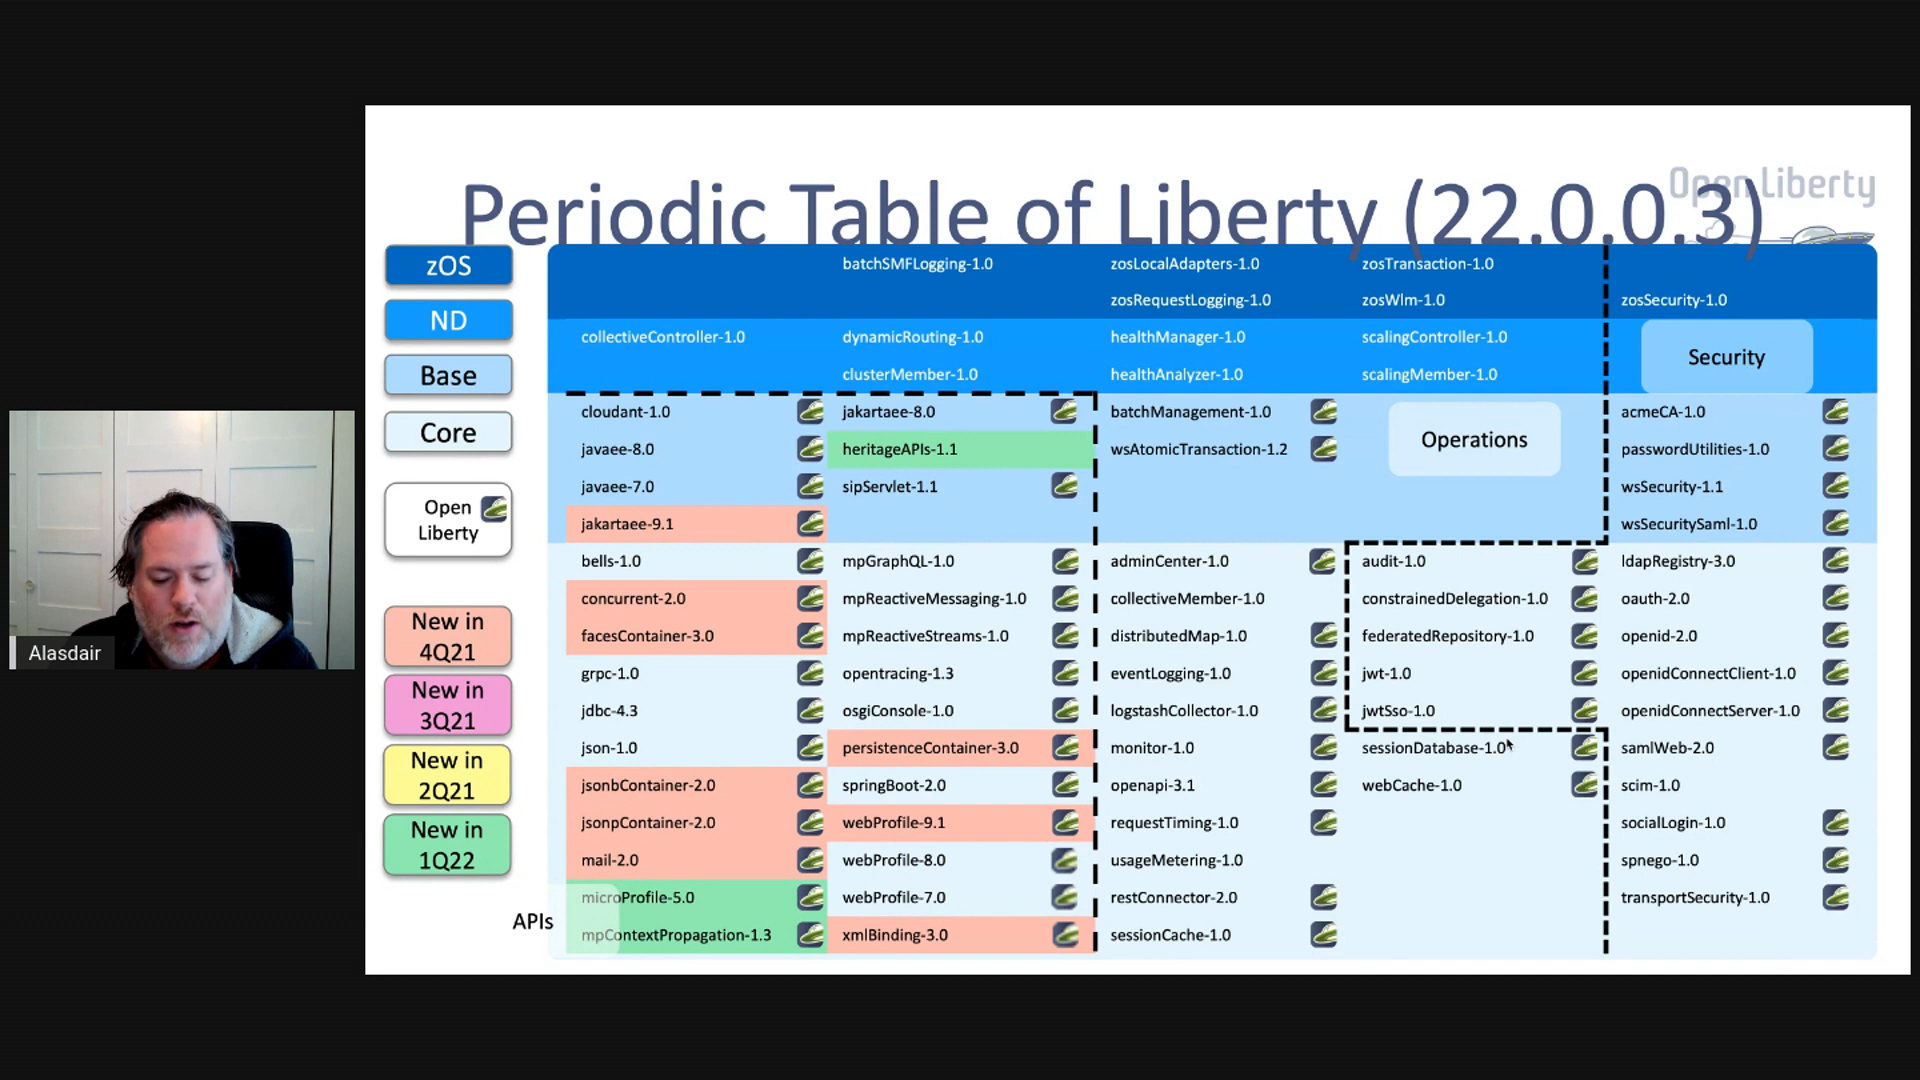 Open Liberty
Periodic Table of Liberty (22.0.0.3)
zOS
ND
Base
Core
Open
Liberty
New in
4Q21
New in
3Q21
New in
2Q21
New in
1Q22
APIs
Alasdair
batchSMFLogging-1.0 zosLocalAdapters-1.0 zosTransaction-1.0
zosRequestLogging-1.0 zosWlm-1.0 zosSecurity-1.0
collectiveController-1.0 dynamicRouting-1.0 healthManager-1.0 scalingController-1.0
Security
clusterMember-1.0 healthAnalyzer-1.0 scalingMember-1.0
cloudant-1.0 jakartaee-8.0 batchManagement-1.0 acmeCA-1.0
Operations
javaee-8.0 heritageAPIs-1.1 wsAtomicTransaction-1.2 passwordUtilities-1.0
javaee-7.0 sipServlet-1.1 wsSecurity-1.1
jakartaee-9.1 wsSecuritySaml-1.0
bells-1.0 mpGraphQL-1.0 adminCenter-1.0 audit-1.0 ldapRegistry-3.0
concurrent-2.0 mpReactiveMessaging-1.0 collectiveMember-1.0 constrainedDelegation-1.0 oauth-2.0
facesContainer-3.0 mpReactiveStreams-1.0 distributedMap-1.0 federatedRepository-1.0 openid-2.0
grpc-1.0 opentracing-1.3 eventLogging-1.0 jwt-1.0 openidConnectClient-1.0
jdbc-4.3 osgiConsole-1.0 logstashCollector-1.0 jwtSso-1.0 openidConnectServer-1.0
json-1.0 persistenceContainer-3.0 monitor-1.0 sessionDatabase-1.0 samlWeb-2.0
jsonbContainer-2.0 springBoot-2.0 openapi-3.1 webCache-1.0 scim-1.0
jsonpContainer-2.0 webProfile-9.1 requestTiming-1.0 socialLogin-1.0
mail-2.0 webProfile-8.0 usageMetering-1.0 spnego-1.0
microProfile-5.0 webProfile-7.0 restConnector-2.0 transportSecurity-1.0
mpContextPropagation-1.3 xmlBinding-3.0 sessionCache-1.0